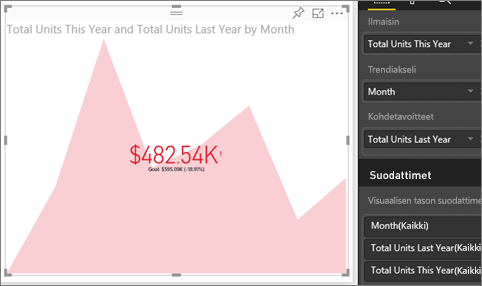 Total Units This Year and Total Units Last Year by Month
$482.54K!
Goal: $595.09K (-18.91%)
Ilmaisin
Total Units This Year
Trendiakseli
Month
Kohdetavoitteet
Total Units Last Year
Suodattimet
Visuaalisen tason suodattime
Month(Kaikki)
Total Units Last Year(Kaikki
Total Units This Year(Kaikki